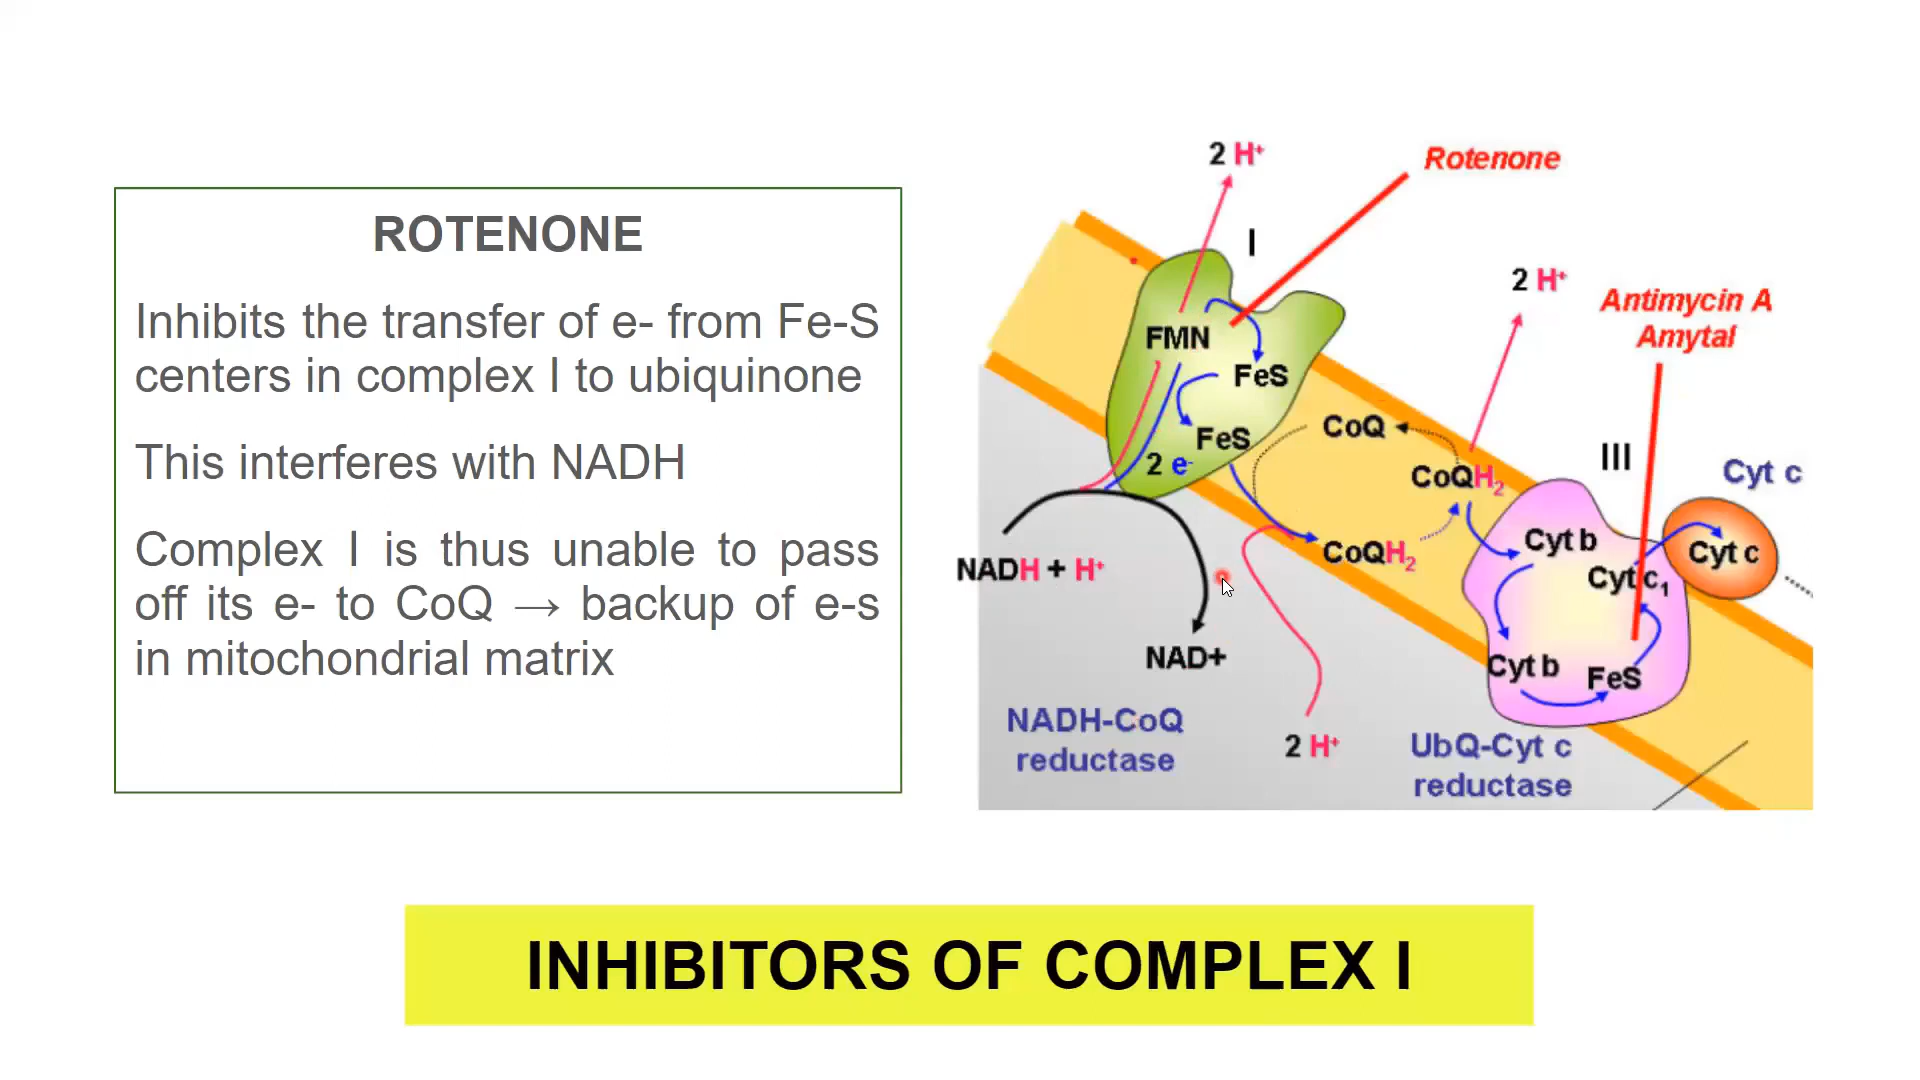 ROTENONE
Inhibits the transfer of e- from Fe-S
centers in complex I to ubiquinone
This interferes with NADH
Complex I is thus unable to pass
off its e- to CoQ → backup of e-s
in mitochondrial matrix
2 H⁺
Rotenone
I
2 H⁺
Antimycin A
Amytal
FMN
FeS
FeS
2 e⁻
CoQ
CoQH₂
CoQH₂
III
Cyt c
Cyt b
Cyt c₁
Cyt c
Cyt b
FeS
NADH + H⁺
NAD+
NADH-CoQ
reductase
2 H⁺
UbQ-Cyt c
reductase
INHIBITORS OF COMPLEX I